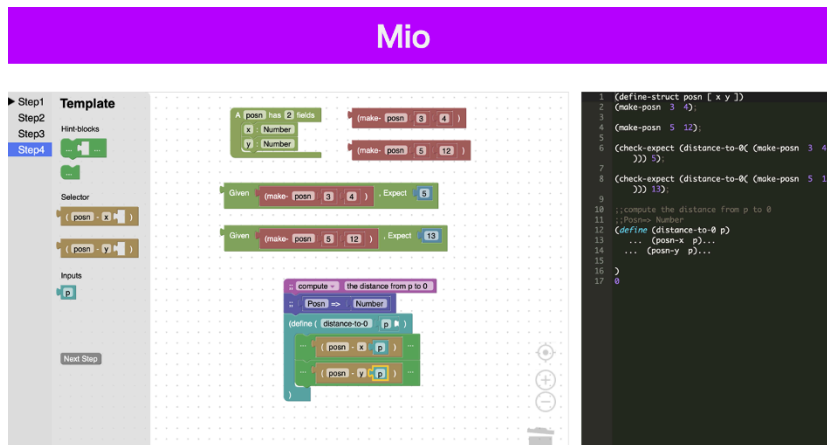 Mio
Step1
Step2
Step3
Step4
Template
Hint-blocks
... ...
...
Selector
( posn - x )
( posn - y )
Inputs
p
Next Step
A posn has 2 fields
x : Number
y : Number
(make- posn 3 4 )
(make- posn 5 12 )
Given (make- posn 3 4 ) , Expect 5
Given (make- posn 5 12 ) , Expect 13
;; compute the distance from p to 0
:: Posn => Number
(define ( distance-to-0 p )
... ( posn - x p ) ...
... ( posn - y p ) ...
)
1 (define-struct posn [ x y ])
2 (make-posn 3 4);
3
4 (make-posn 5 12);
5
6 (check-expect (distance-to-0( (make-posn 3 4
))) 5);
7
8 (check-expect (distance-to-0( (make-posn 5 1
))) 13);
9
10 ;;compute the distance from p to 0
11 ;;Posn=> Number
12 (define (distance-to-0 p)
13 ... (posn-x p)...
14 ... (posn-y p)...
15
16 )
17 0